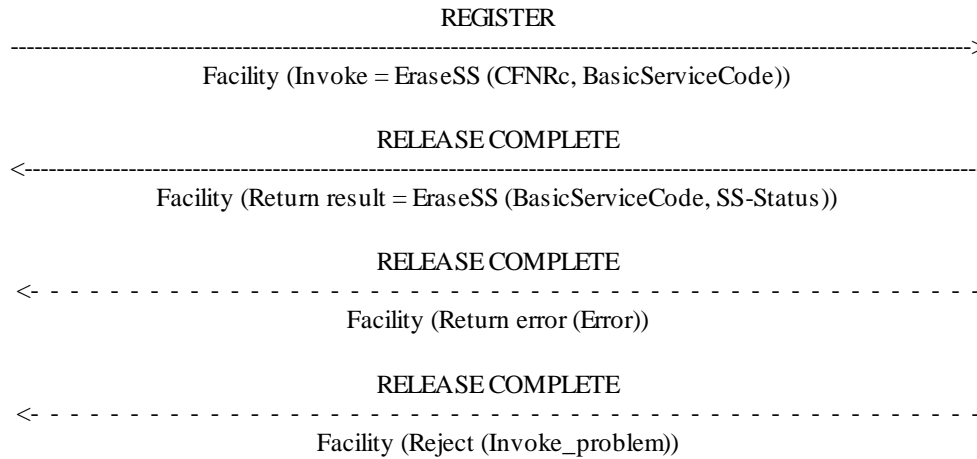 REGISTER
Facility (Invoke = EraseSS (CFNRc, BasicServiceCode))
RELEASE COMPLETE
Facility (Return result = EraseSS (BasicServiceCode, SS-Status))
RELEASE COMPLETE
Facility (Return error (Error))
RELEASE COMPLETE
Facility (Reject (Invoke_problem))